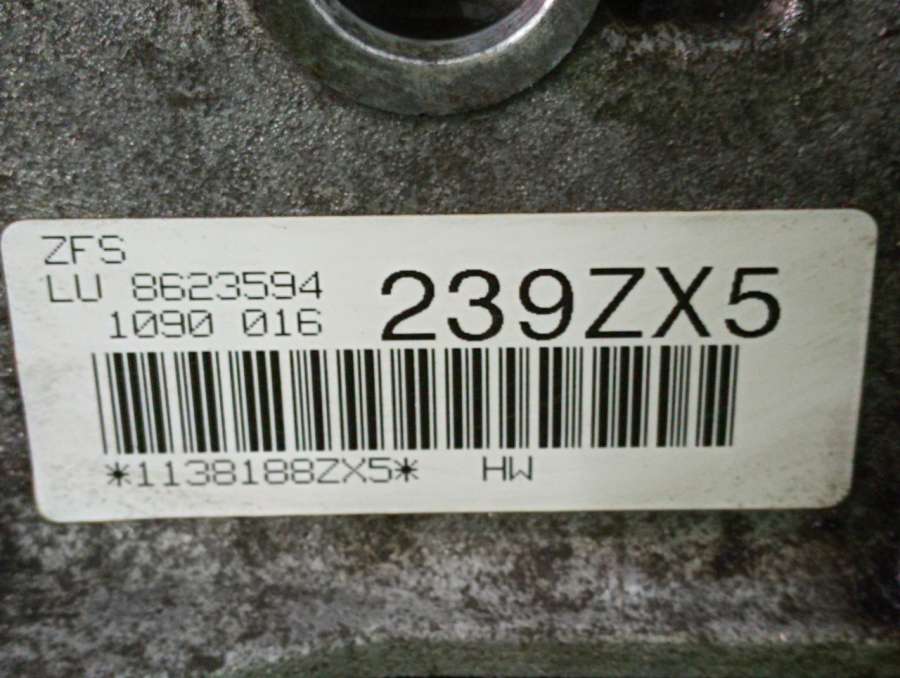 ZFS
LU 8623594
1090 016
239ZX5
*1138188ZX5* HW